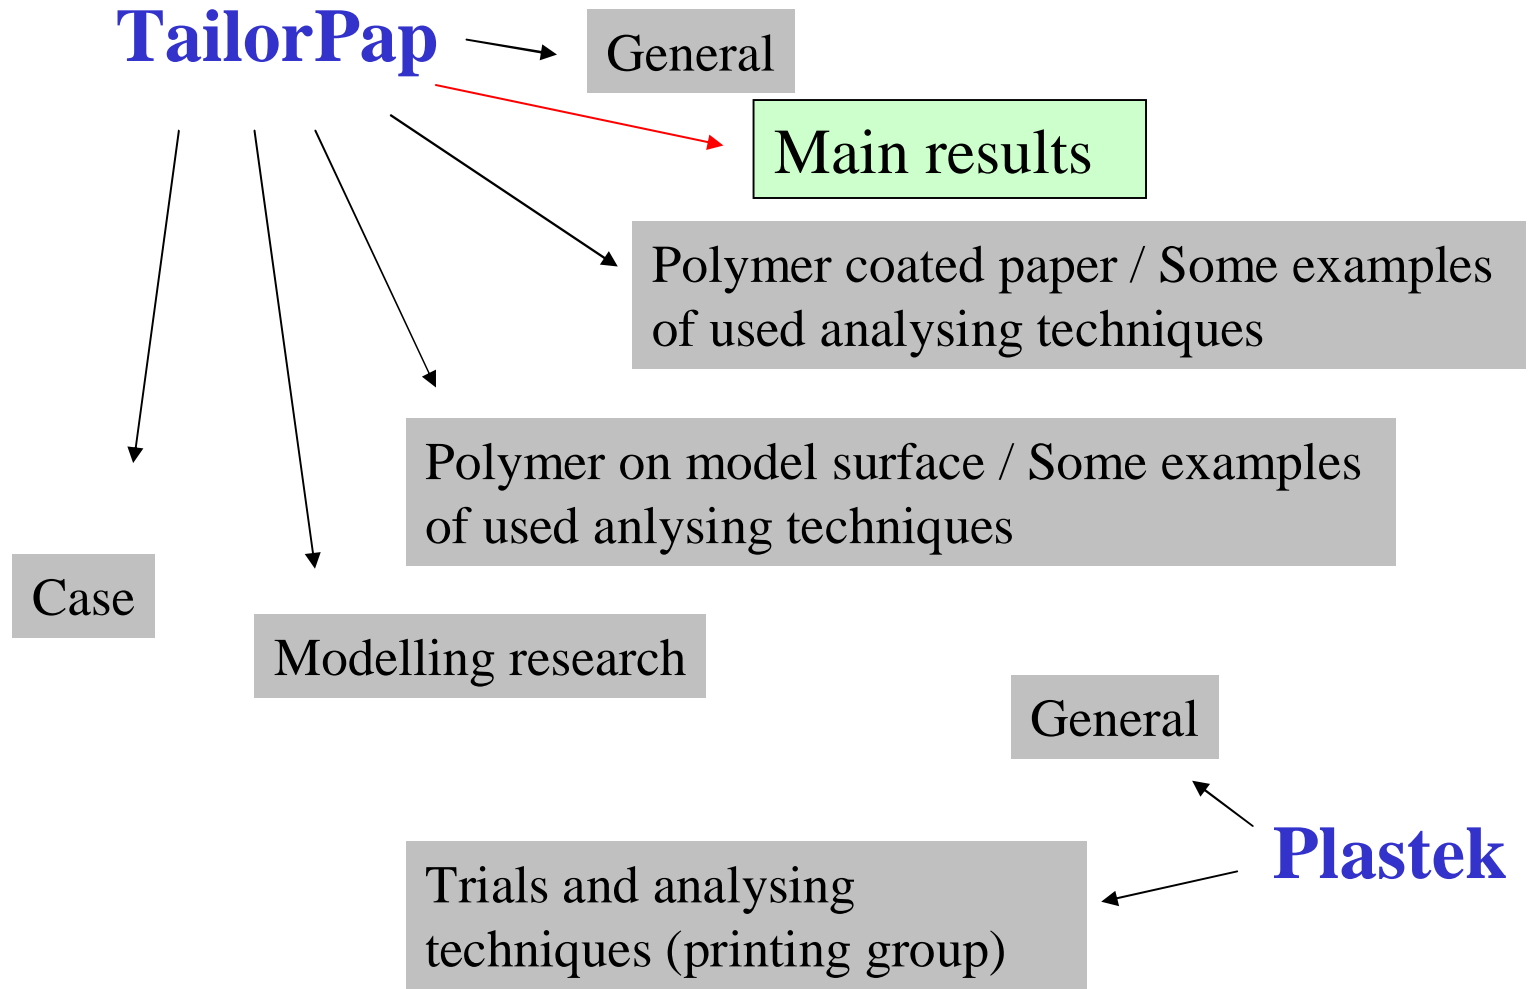 TailorPap
General
Main results
Polymer coated paper / Some examples
of used analysing techniques
Polymer on model surface / Some examples
of used anlysing techniques
Case
Modelling research
General
Plastek
Trials and analysing
techniques (printing group)